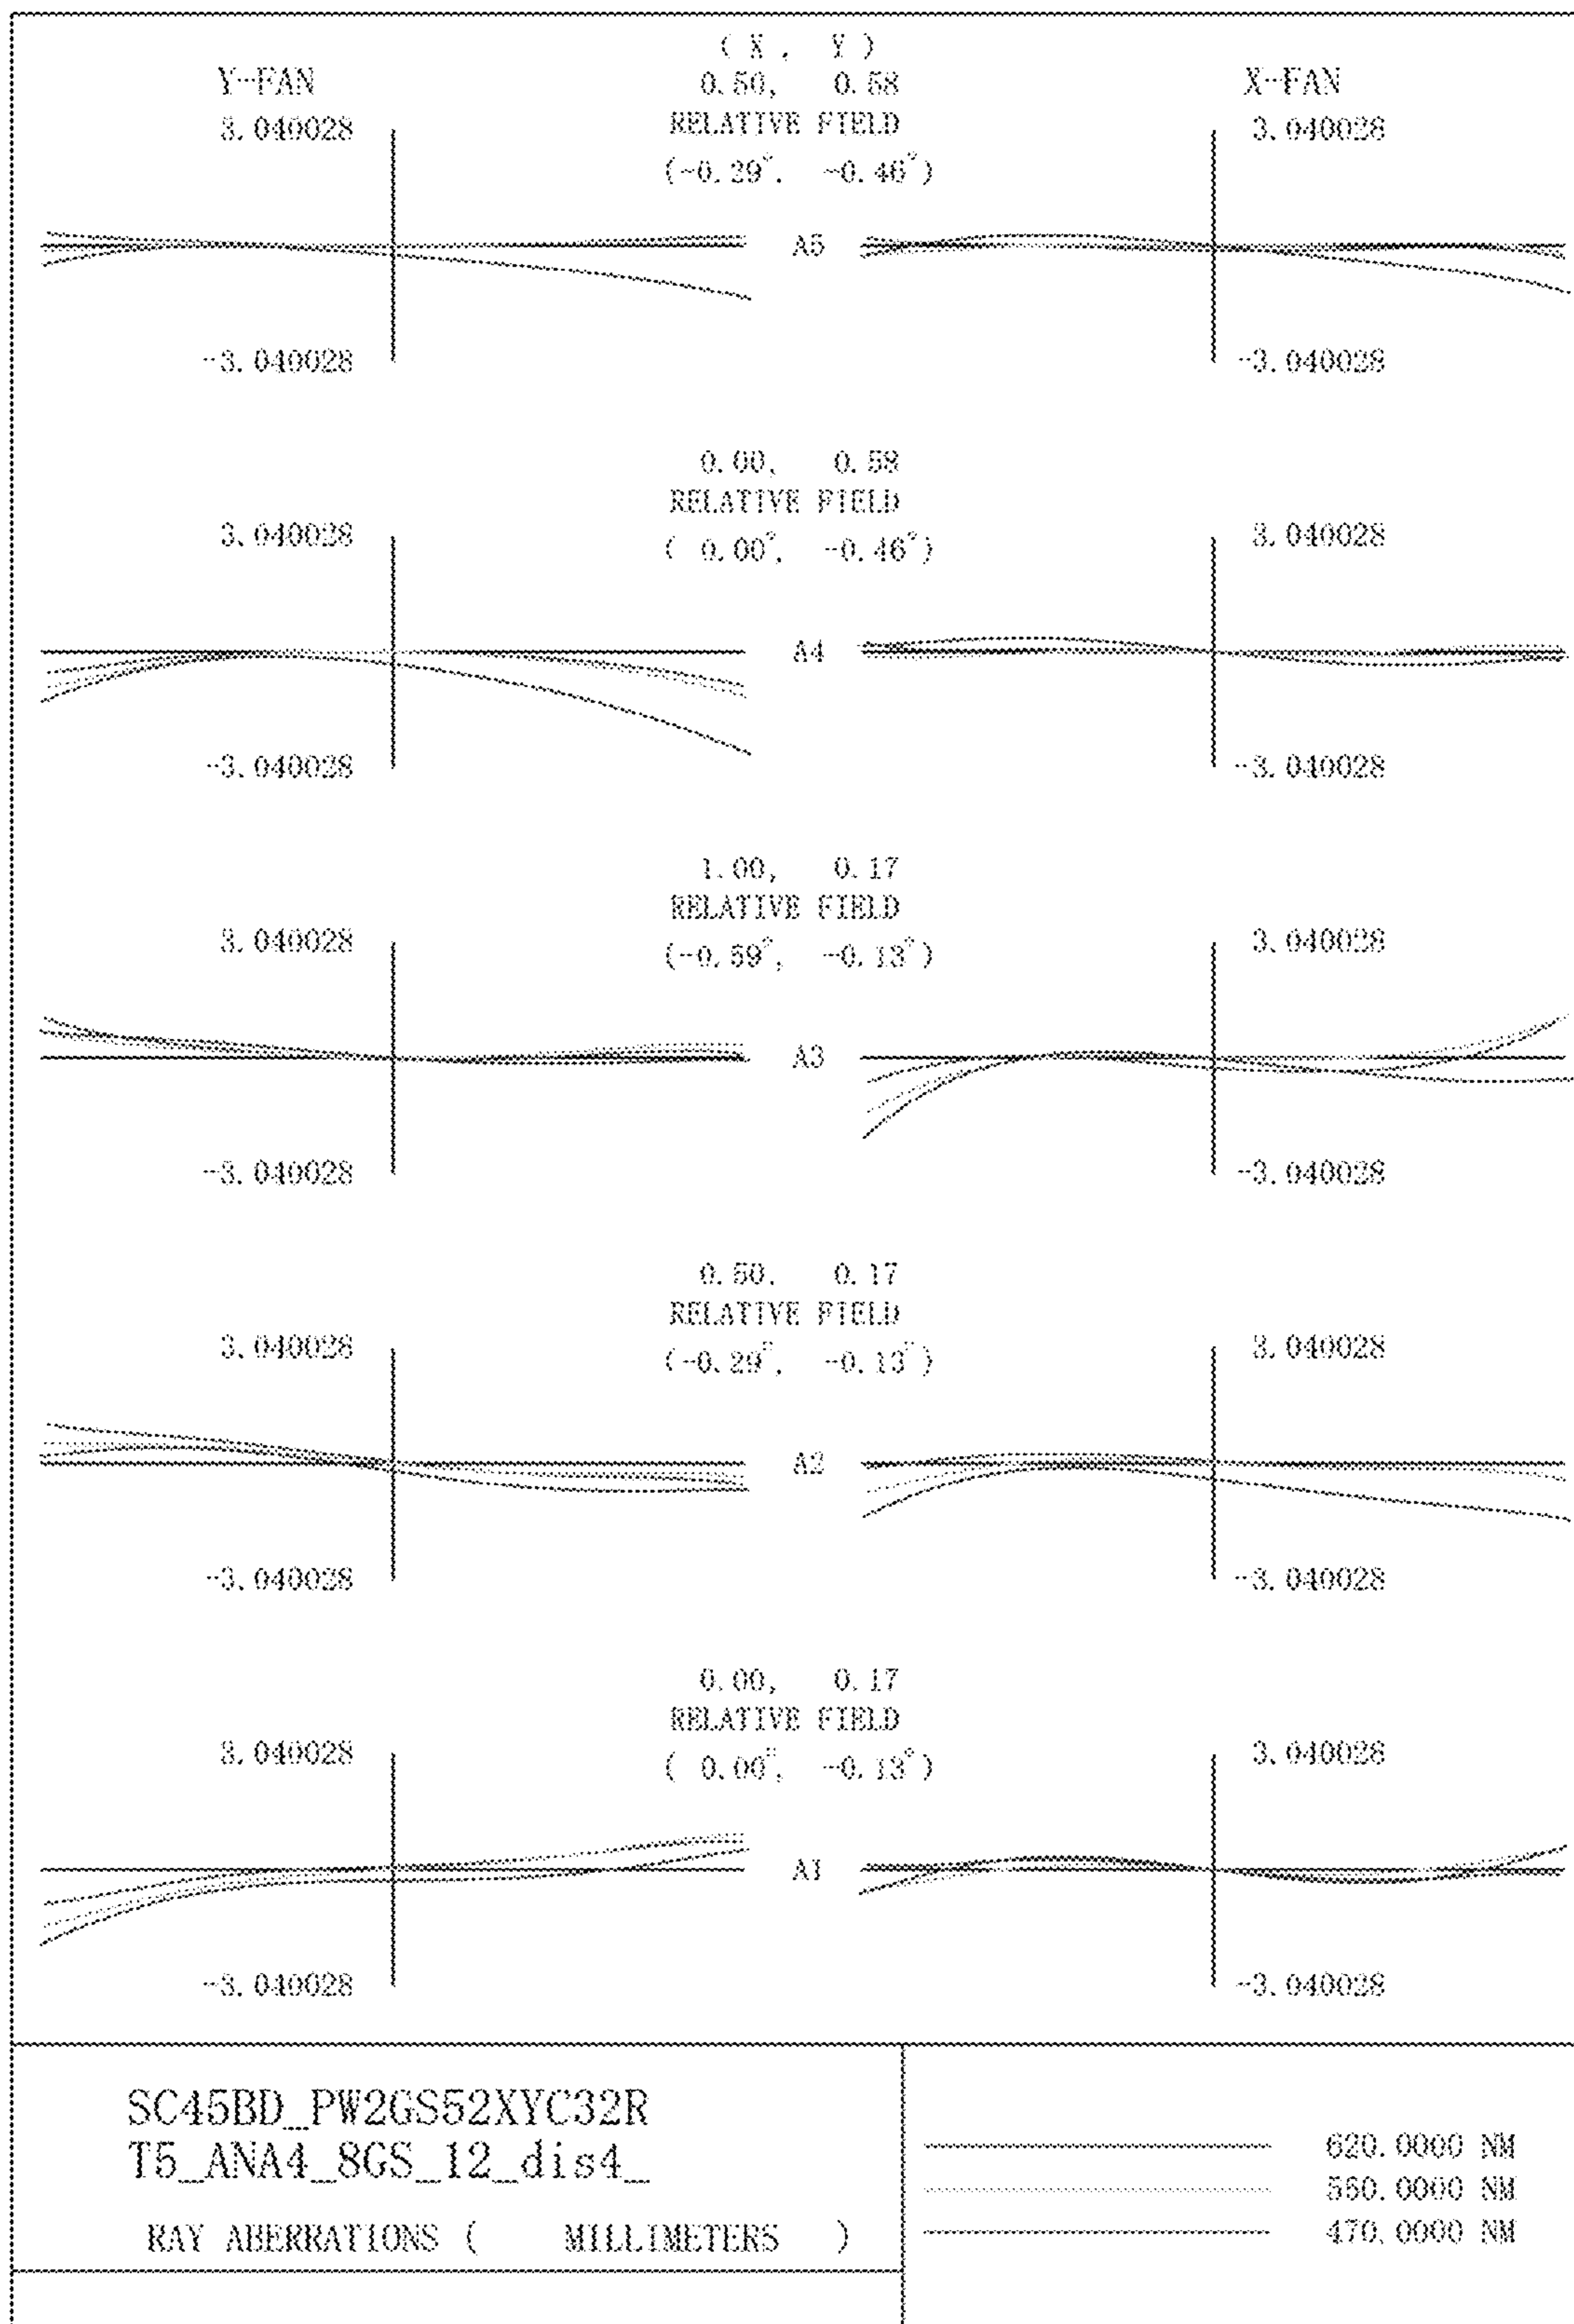 ( X , Y )
Y-FAN 0.50, 0.58 X-FAN
3.040028 RELATIVE FIELD 3.040028
(-0.29°, -0.46°)
A5
-3.040028 -3.040028
0.00, 0.58
RELATIVE FIELD
3.040028 ( 0.00°, -0.46°) 3.040028
A4
-3.040028 -3.040028
1.00, 0.17
RELATIVE FIELD
3.040028 (-0.59°, -0.13°) 3.040028
A3
-3.040028 -3.040028
0.50, 0.17
RELATIVE FIELD
3.040028 (-0.29°, -0.13°) 3.040028
A2
-3.040028 -3.040028
0.00, 0.17
RELATIVE FIELD
3.040028 ( 0.00°, -0.13°) 3.040028
A1
-3.040028 -3.040028
SC45BD_PW2GS52XYC32R
T5_ANA4_8GS_12_dis4_
RAY ABERRATIONS ( MILLIMETERS )
620.0000 NM
550.0000 NM
470.0000 NM